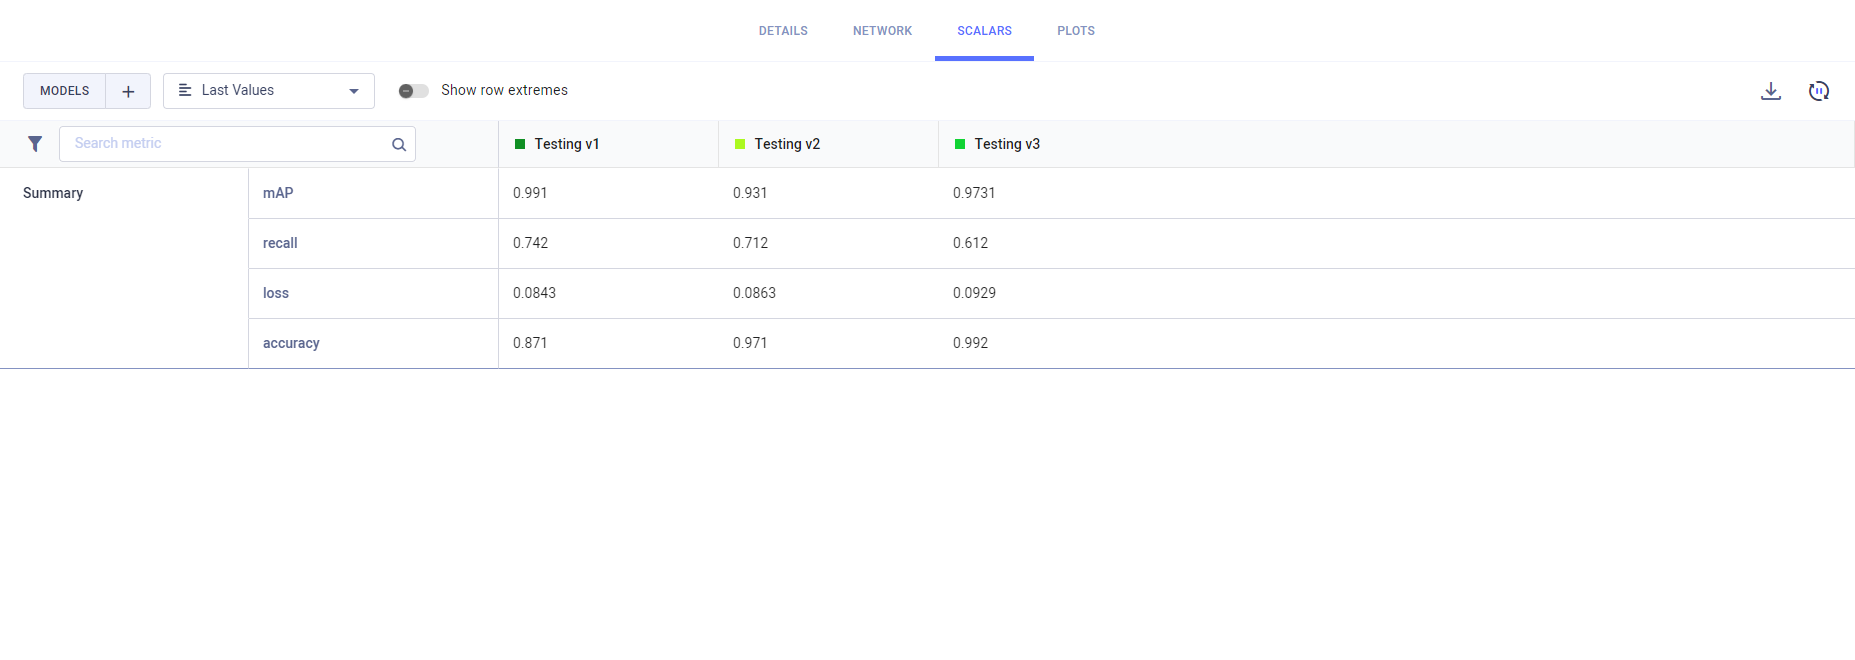 DETAILS NETWORK SCALARS PLOTS
MODELS + Last Values Show row extremes
Search metric Testing v1 Testing v2 Testing v3
Summary mAP 0.991 0.931 0.9731
recall 0.742 0.712 0.612
loss 0.0843 0.0863 0.0929
accuracy 0.871 0.971 0.992